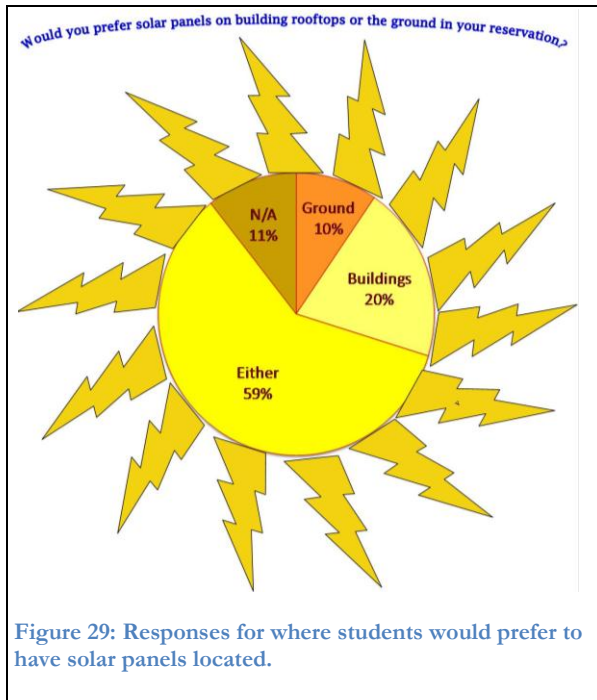 Would you prefer solar panels on building rooftops or the ground in your reservation?
N/A
11%
Ground
10%
Buildings
20%
Either
59%
Figure 29: Responses for where students would prefer to
have solar panels located.